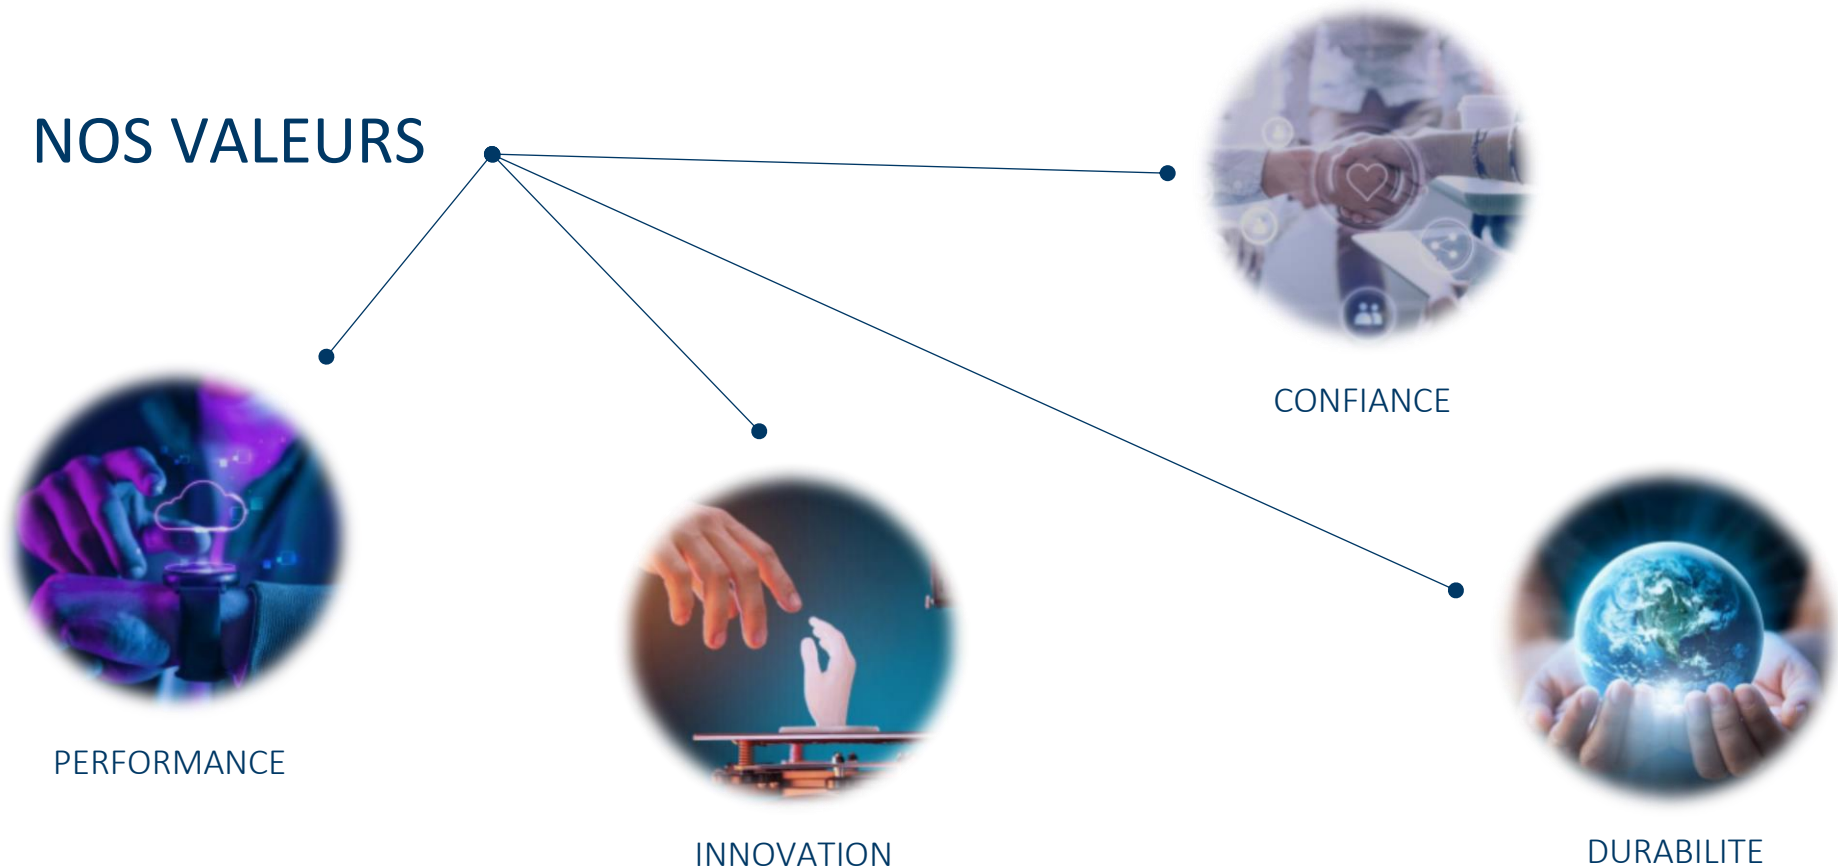 NOS VALEURS
CONFIANCE
PERFORMANCE
INNOVATION
DURABILITE